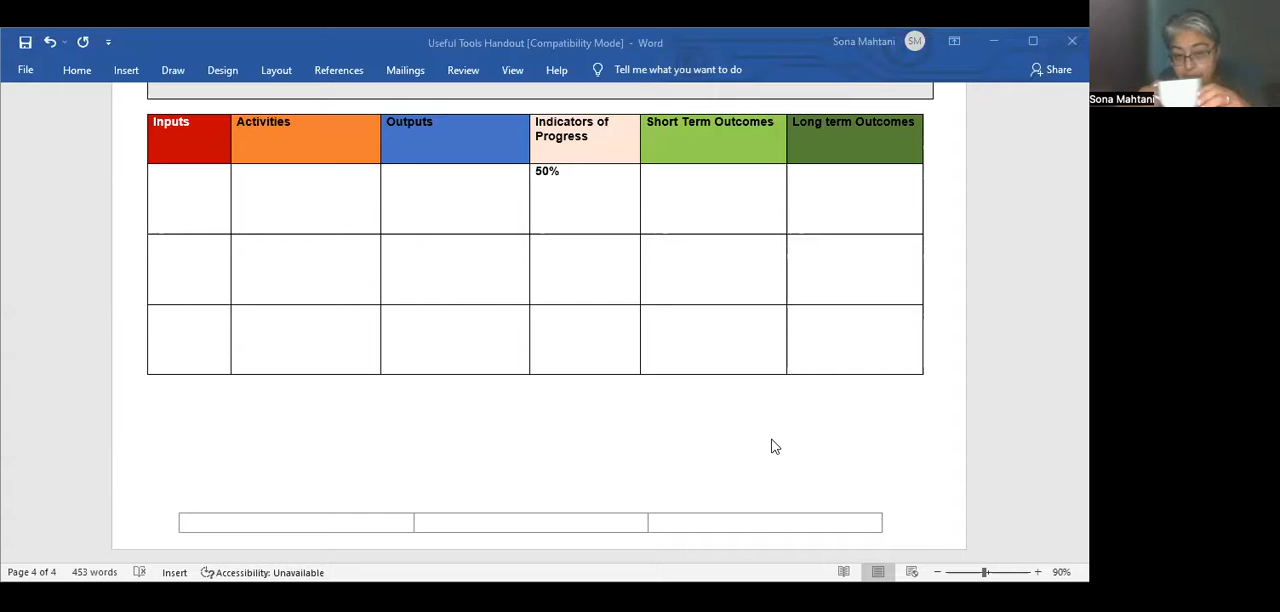 Useful Tools Handout [Compatibility Mode] - Word
Sona Mahtani
SM
File
Home
Insert
Draw
Design
Layout
References
Mailings
Review
View
Help
Tell me what you want to do
Share
Sona Mahtani
Inputs
Activities
Outputs
Indicators of
Progress
Short Term Outcomes
Long term Outcomes
50%
Page 4 of 4
453 words
Insert
Accessibility: Unavailable
90%